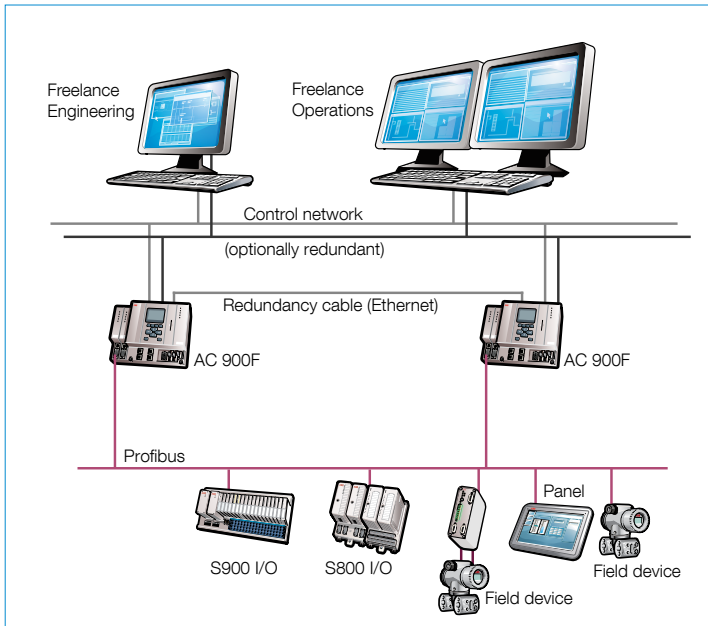 Freelance
Engineering
Freelance
Operations
Control network
(optionally redundant)
Redundancy cable (Ethernet)
AC 900F
AC 900F
Profibus
Panel
S900 I/O
S800 I/O
Field device
Field device